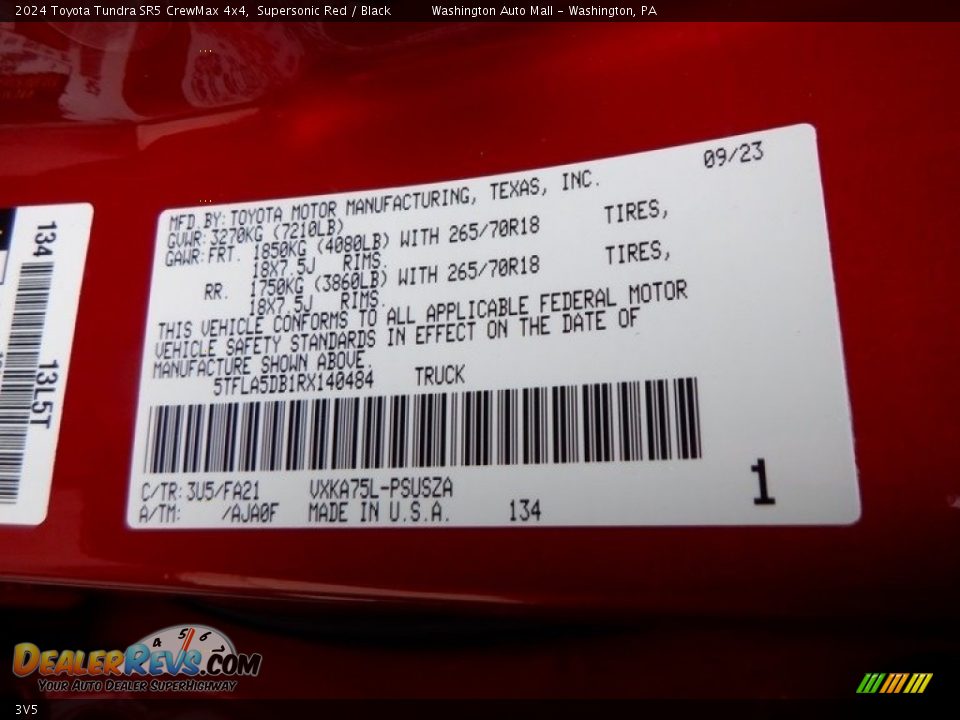 2024 Toyota Tundra SR5 CrewMax 4x4, Supersonic Red / Black Washington Auto Mall - Washington, PA
09/23
MFD.BY: TOYOTA MOTOR MANUFACTURING, TEXAS, INC.
GVWR: 3270KG (7210LB)
GAWR: FRT. 1850KG (4080LB) WITH 265/70R18 TIRES,
18X7.5J RIMS.
RR. 1750KG (3860LB) WITH 265/70R18 TIRES,
18X7.5J RIMS.
THIS VEHICLE CONFORMS TO ALL APPLICABLE FEDERAL MOTOR
VEHICLE SAFETY STANDARDS IN EFFECT ON THE DATE OF
MANUFACTURE SHOWN ABOVE.
5TFLA5DB1RX140484 TRUCK
C/TR: 3U5/FA21 VXKA75L-PSUSZA
A/TM: /AJA0F MADE IN U.S.A. 134
1
134
13L5T
4 5 6
DEALERREVS.COM
YOUR AUTO DEALER SUPERHIGHWAY
3V5